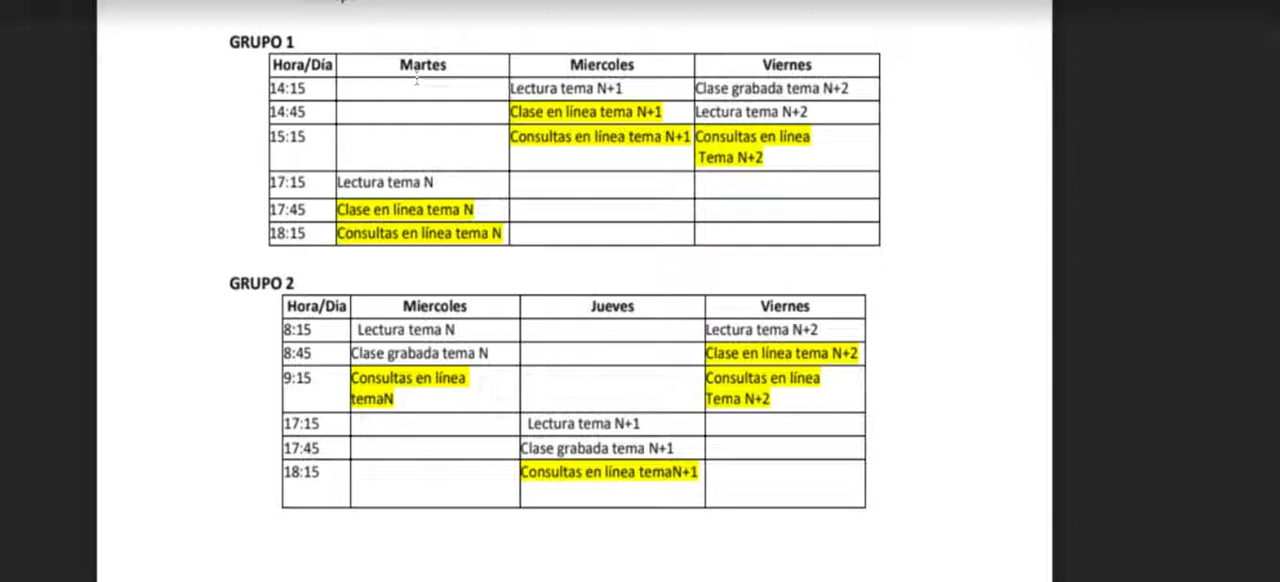 GRUPO 1
Hora/Día Martes Miercoles Viernes
14:15 Lectura tema N+1 Clase grabada tema N+2
14:45 Clase en línea tema N+1 Lectura tema N+2
15:15 Consultas en línea tema N+1 Consultas en línea
Tema N+2
17:15 Lectura tema N
17:45 Clase en línea tema N
18:15 Consultas en línea tema N
GRUPO 2
Hora/Dia Miercoles Jueves Viernes
8:15 Lectura tema N Lectura tema N+2
8:45 Clase grabada tema N Clase en línea tema N+2
9:15 Consultas en línea Consultas en línea
temaN Tema N+2
17:15 Lectura tema N+1
17:45 Clase grabada tema N+1
18:15 Consultas en línea temaN+1